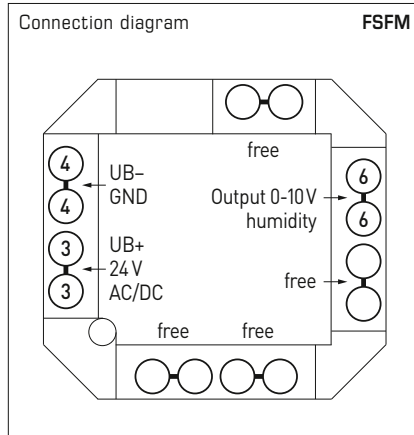 Connection diagram FSFM
free
4
UB–
GND
4
6
Output 0-10 V
humidity
6
3
UB+
24 V
AC/DC
3
free
free free